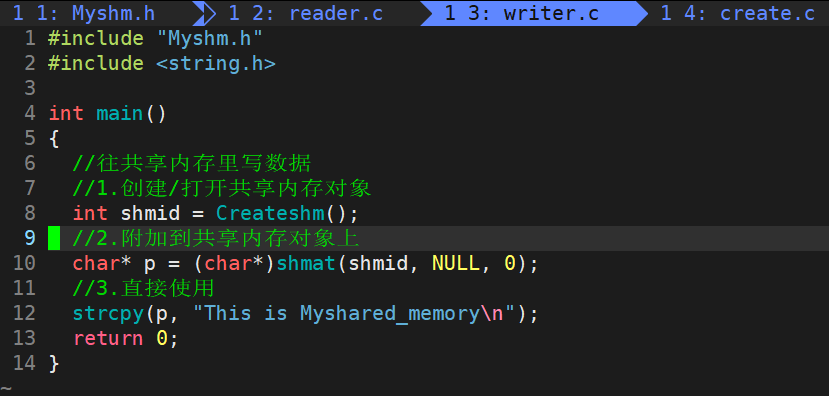 1 1: Myshm.h 1 2: reader.c 1 3: writer.c 1 4: create.c
1 #include "Myshm.h"
2 #include <string.h>
3
4 int main()
5 {
6   //往共享内存里写数据
7   //1.创建/打开共享内存对象
8   int shmid = Createshm();
9   //2.附加到共享内存对象上
10   char* p = (char*)shmat(shmid, NULL, 0);
11   //3.直接使用
12   strcpy(p, "This is Myshared_memory\n");
13   return 0;
14 }
~